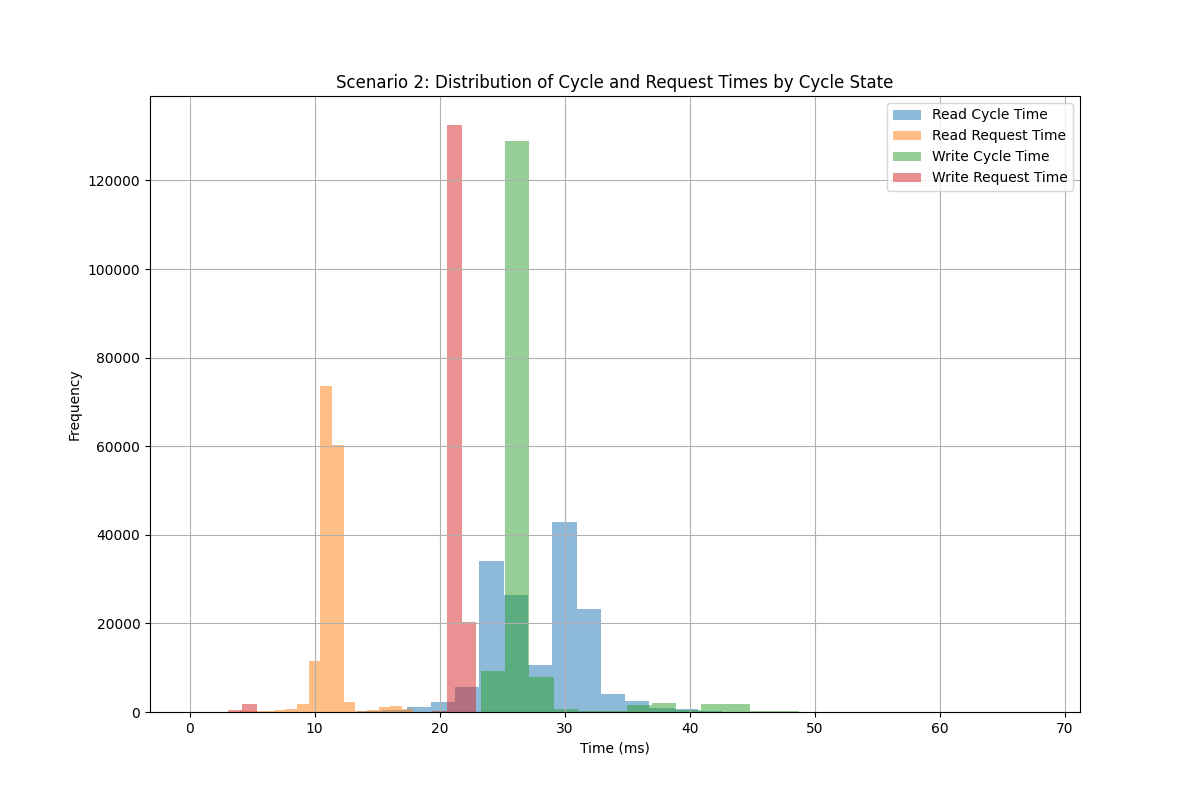 Scenario 2: Distribution of Cycle and Request Times by Cycle State
Read Cycle Time
Read Request Time
Write Cycle Time
Write Request Time
Frequency
120000
100000
80000
60000
40000
20000
0
0 10 20 30 40 50 60 70
Time (ms)